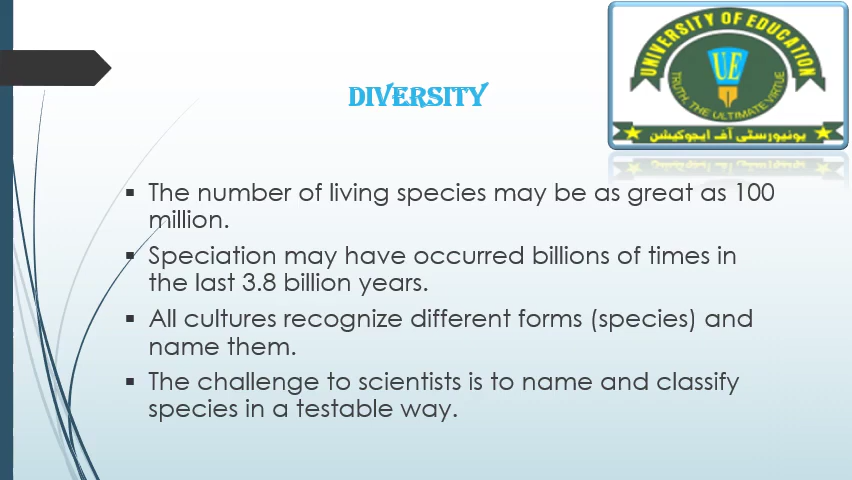 UNIVERSITY OF EDUCATION
UE
TRUTH, THE ULTIMATE VIRTUE
یونیورسٹی آف ایجوکیشن
DIVERSITY
▪ The number of living species may be as great as 100
million.
▪ Speciation may have occurred billions of times in
the last 3.8 billion years.
▪ All cultures recognize different forms (species) and
name them.
▪ The challenge to scientists is to name and classify
species in a testable way.